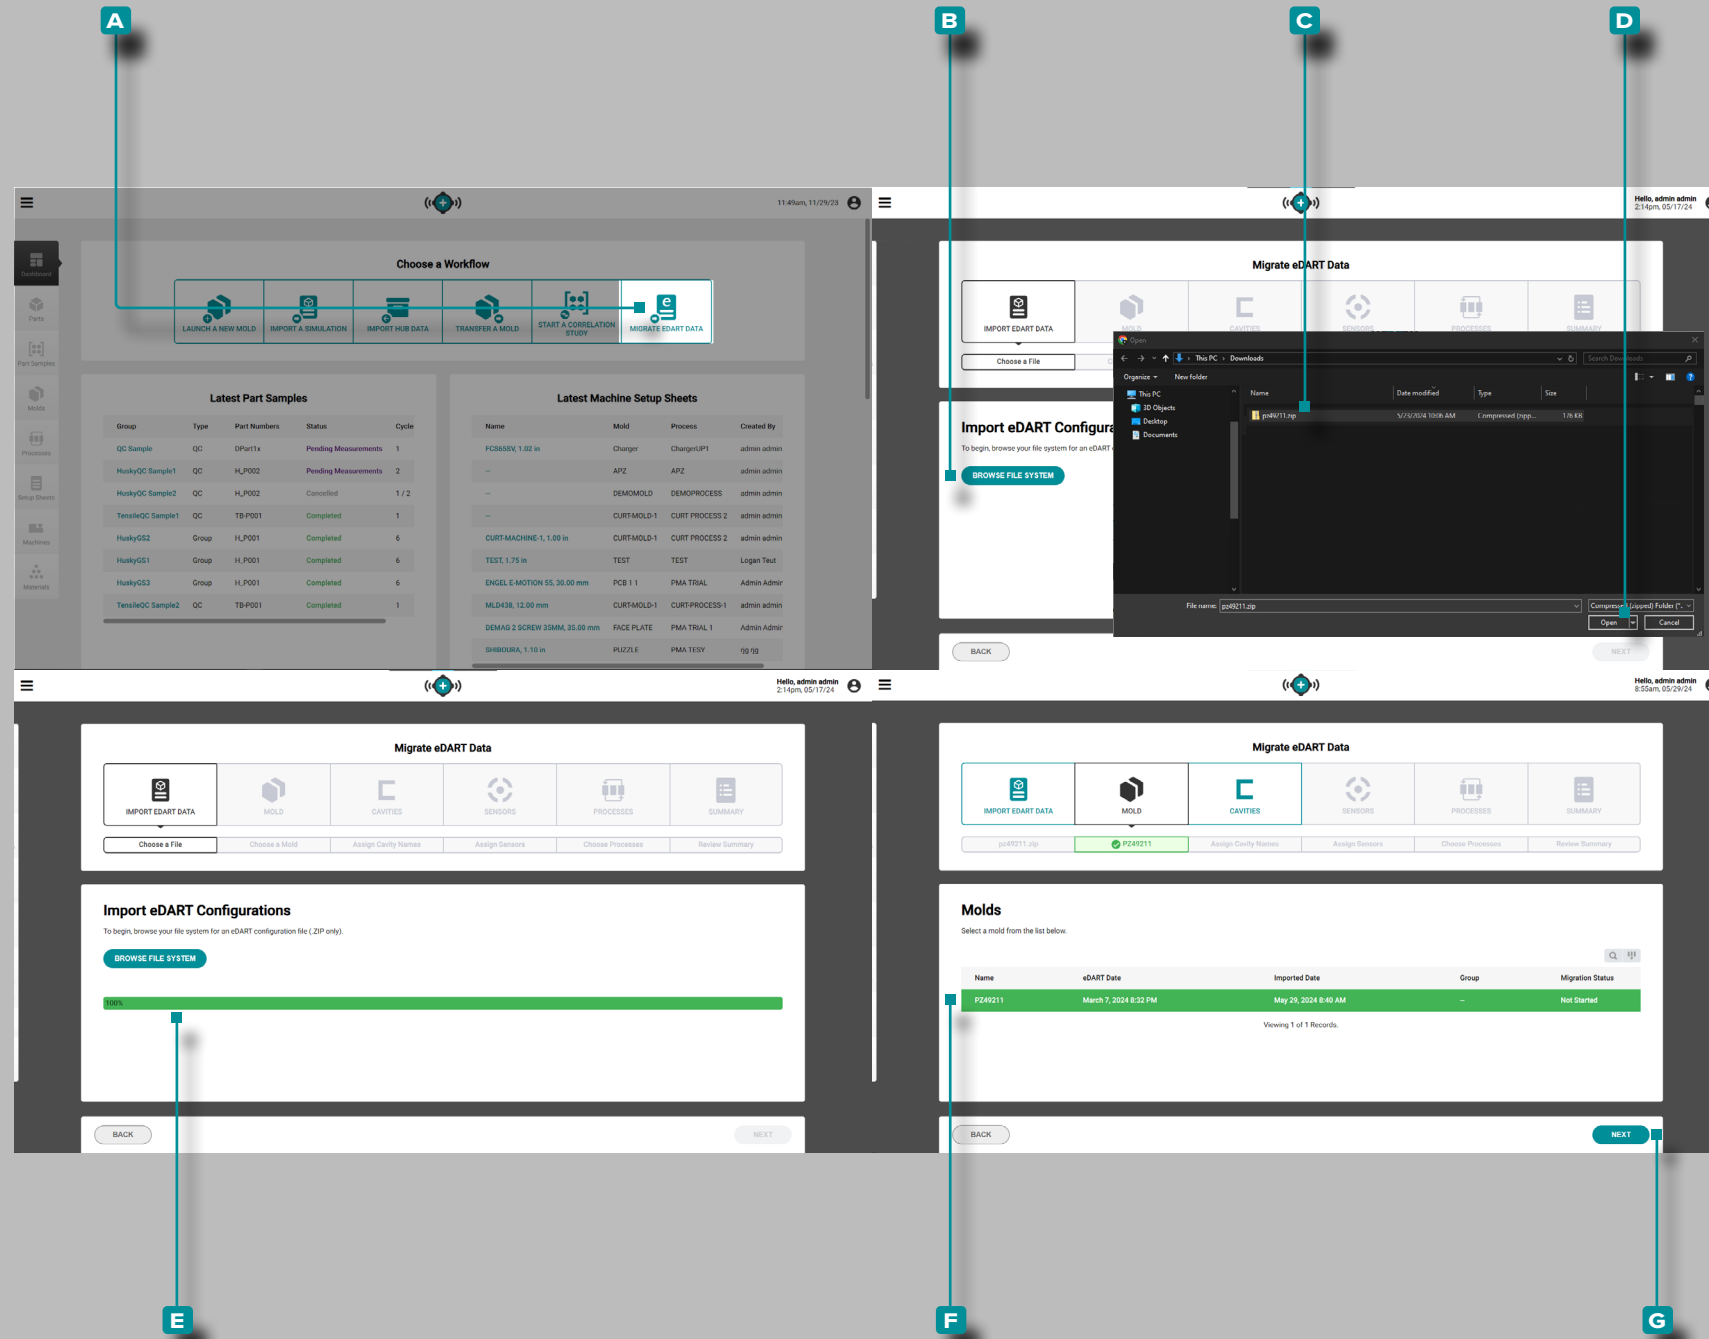 A
B
C
D
11:49am, 11/29/23
Dashboard
Parts
Part Samples
Molds
Processes
Setup Sheets
Machines
Materials
Choose a Workflow
LAUNCH A NEW MOLD
IMPORT A SIMULATION
IMPORT HUB DATA
TRANSFER A MOLD
START A CORRELATION
STUDY
MIGRATE EDART DATA
Latest Part Samples
Group Type Part Numbers Status Cycle
QC Sample QC DPart1x Pending Measurements 1
HuskyQC Sample1 QC H_P002 Pending Measurements 2
HuskyQC Sample2 QC H_P002 Cancelled 1 / 2
TensileQC Sample1 QC TB-P001 Completed 1
HuskyGS2 Group H_P001 Completed 6
HuskyGS1 Group H_P001 Completed 6
HuskyGS3 Group H_P001 Completed 6
TensileQC Sample2 QC TB-P001 Completed 1
Latest Machine Setup Sheets
Name Mold Process Created By
FCS658V, 1.02 in Charger ChargerUP1 admin admin
-- APZ APZ admin admin
-- DEMOMOLD DEMOPROCESS admin admin
-- CURT-MOLD-1 CURT PROCESS 2 admin admin
CURT-MACHINE-1, 1.00 in CURT-MOLD-1 CURT PROCESS 2 admin admin
TEST, 1.75 in TEST TEST Logan Teut
ENGEL E-MOTION 55, 30.00 mm PCB 1 1 PMA TRIAL Admin Admin
MLD438, 12.00 mm CURT-MOLD-1 CURT-PROCESS-1 admin admin
DEMAG 2 SCREW 35MM, 35.00 mm FACE PLATE PMA TRIAL 1 Admin Admin
SHIBOURA, 1.10 in PUZZLE PMA TESY gg gg
Hello, admin admin
2:14pm, 05/17/24
Migrate eDART Data
IMPORT EDART DATA
MOLD
CAVITIES
SENSORS
PROCESSES
SUMMARY
Choose a File
Import eDART Configura
To begin, browse your file system for an eDART
BROWSE FILE SYSTEM
Open
This PC › Downloads
Search Downloads
Organize
New folder
This PC
3D Objects
Desktop
Documents
Name Date modified Type Size
pz49211.zip 5/23/2024 10:06 AM Compressed (zipp... 176 KB
File name: pz49211.zip
Compressed (zipped) Folder (*.
Open
Cancel
BACK
NEXT
Hello, admin admin
2:14pm, 05/17/24
Migrate eDART Data
IMPORT EDART DATA
MOLD
CAVITIES
SENSORS
PROCESSES
SUMMARY
Choose a File
Choose a Mold
Assign Cavity Names
Assign Sensors
Choose Processes
Review Summary
Import eDART Configurations
To begin, browse your file system for an eDART configuration file (.ZIP only).
BROWSE FILE SYSTEM
100%
BACK
NEXT
Hello, admin admin
8:55am, 05/29/24
Migrate eDART Data
IMPORT EDART DATA
MOLD
CAVITIES
SENSORS
PROCESSES
SUMMARY
pz49211.zip
PZ49211
Assign Cavity Names
Assign Sensors
Choose Processes
Review Summary
Molds
Select a mold from the list below.
Name eDART Date Imported Date Group Migration Status
PZ49211 March 7, 2024 8:32 PM May 29, 2024 8:40 AM -- Not Started
Viewing 1 of 1 Records.
BACK
NEXT
E
F
G